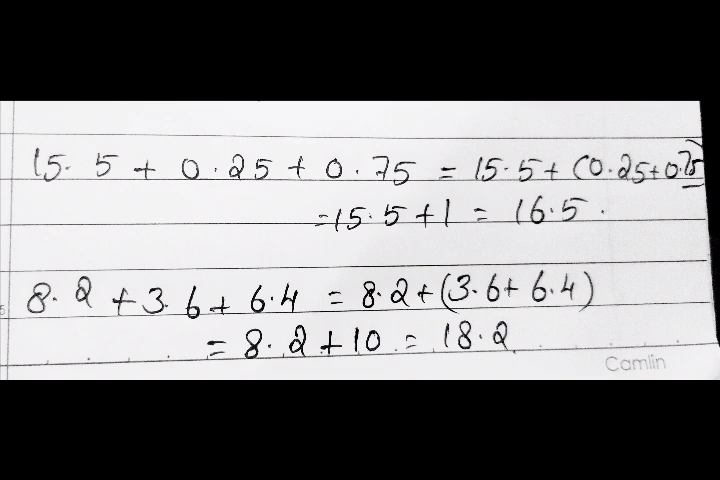 15.5 + 0.25 + 0.75 = 15.5 + (0.25+0.75)
=15.5+1 = 16.5.
8.2 + 3.6 + 6.4 = 8.2+(3.6+ 6.4)
= 8.2 + 10 = 18.2
Camlin